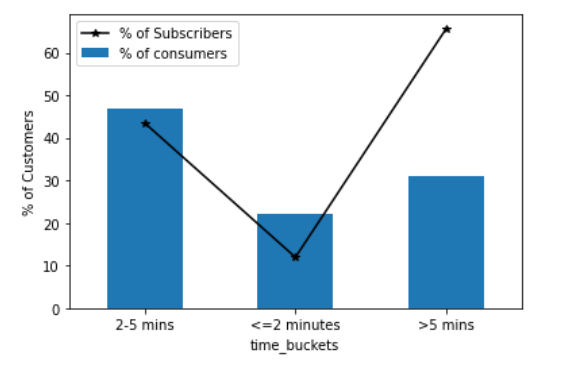 % of Subscribers
% of consumers
% of Customers
60
50
40
30
20
10
0
2-5 mins <=2 minutes >5 mins
time_buckets